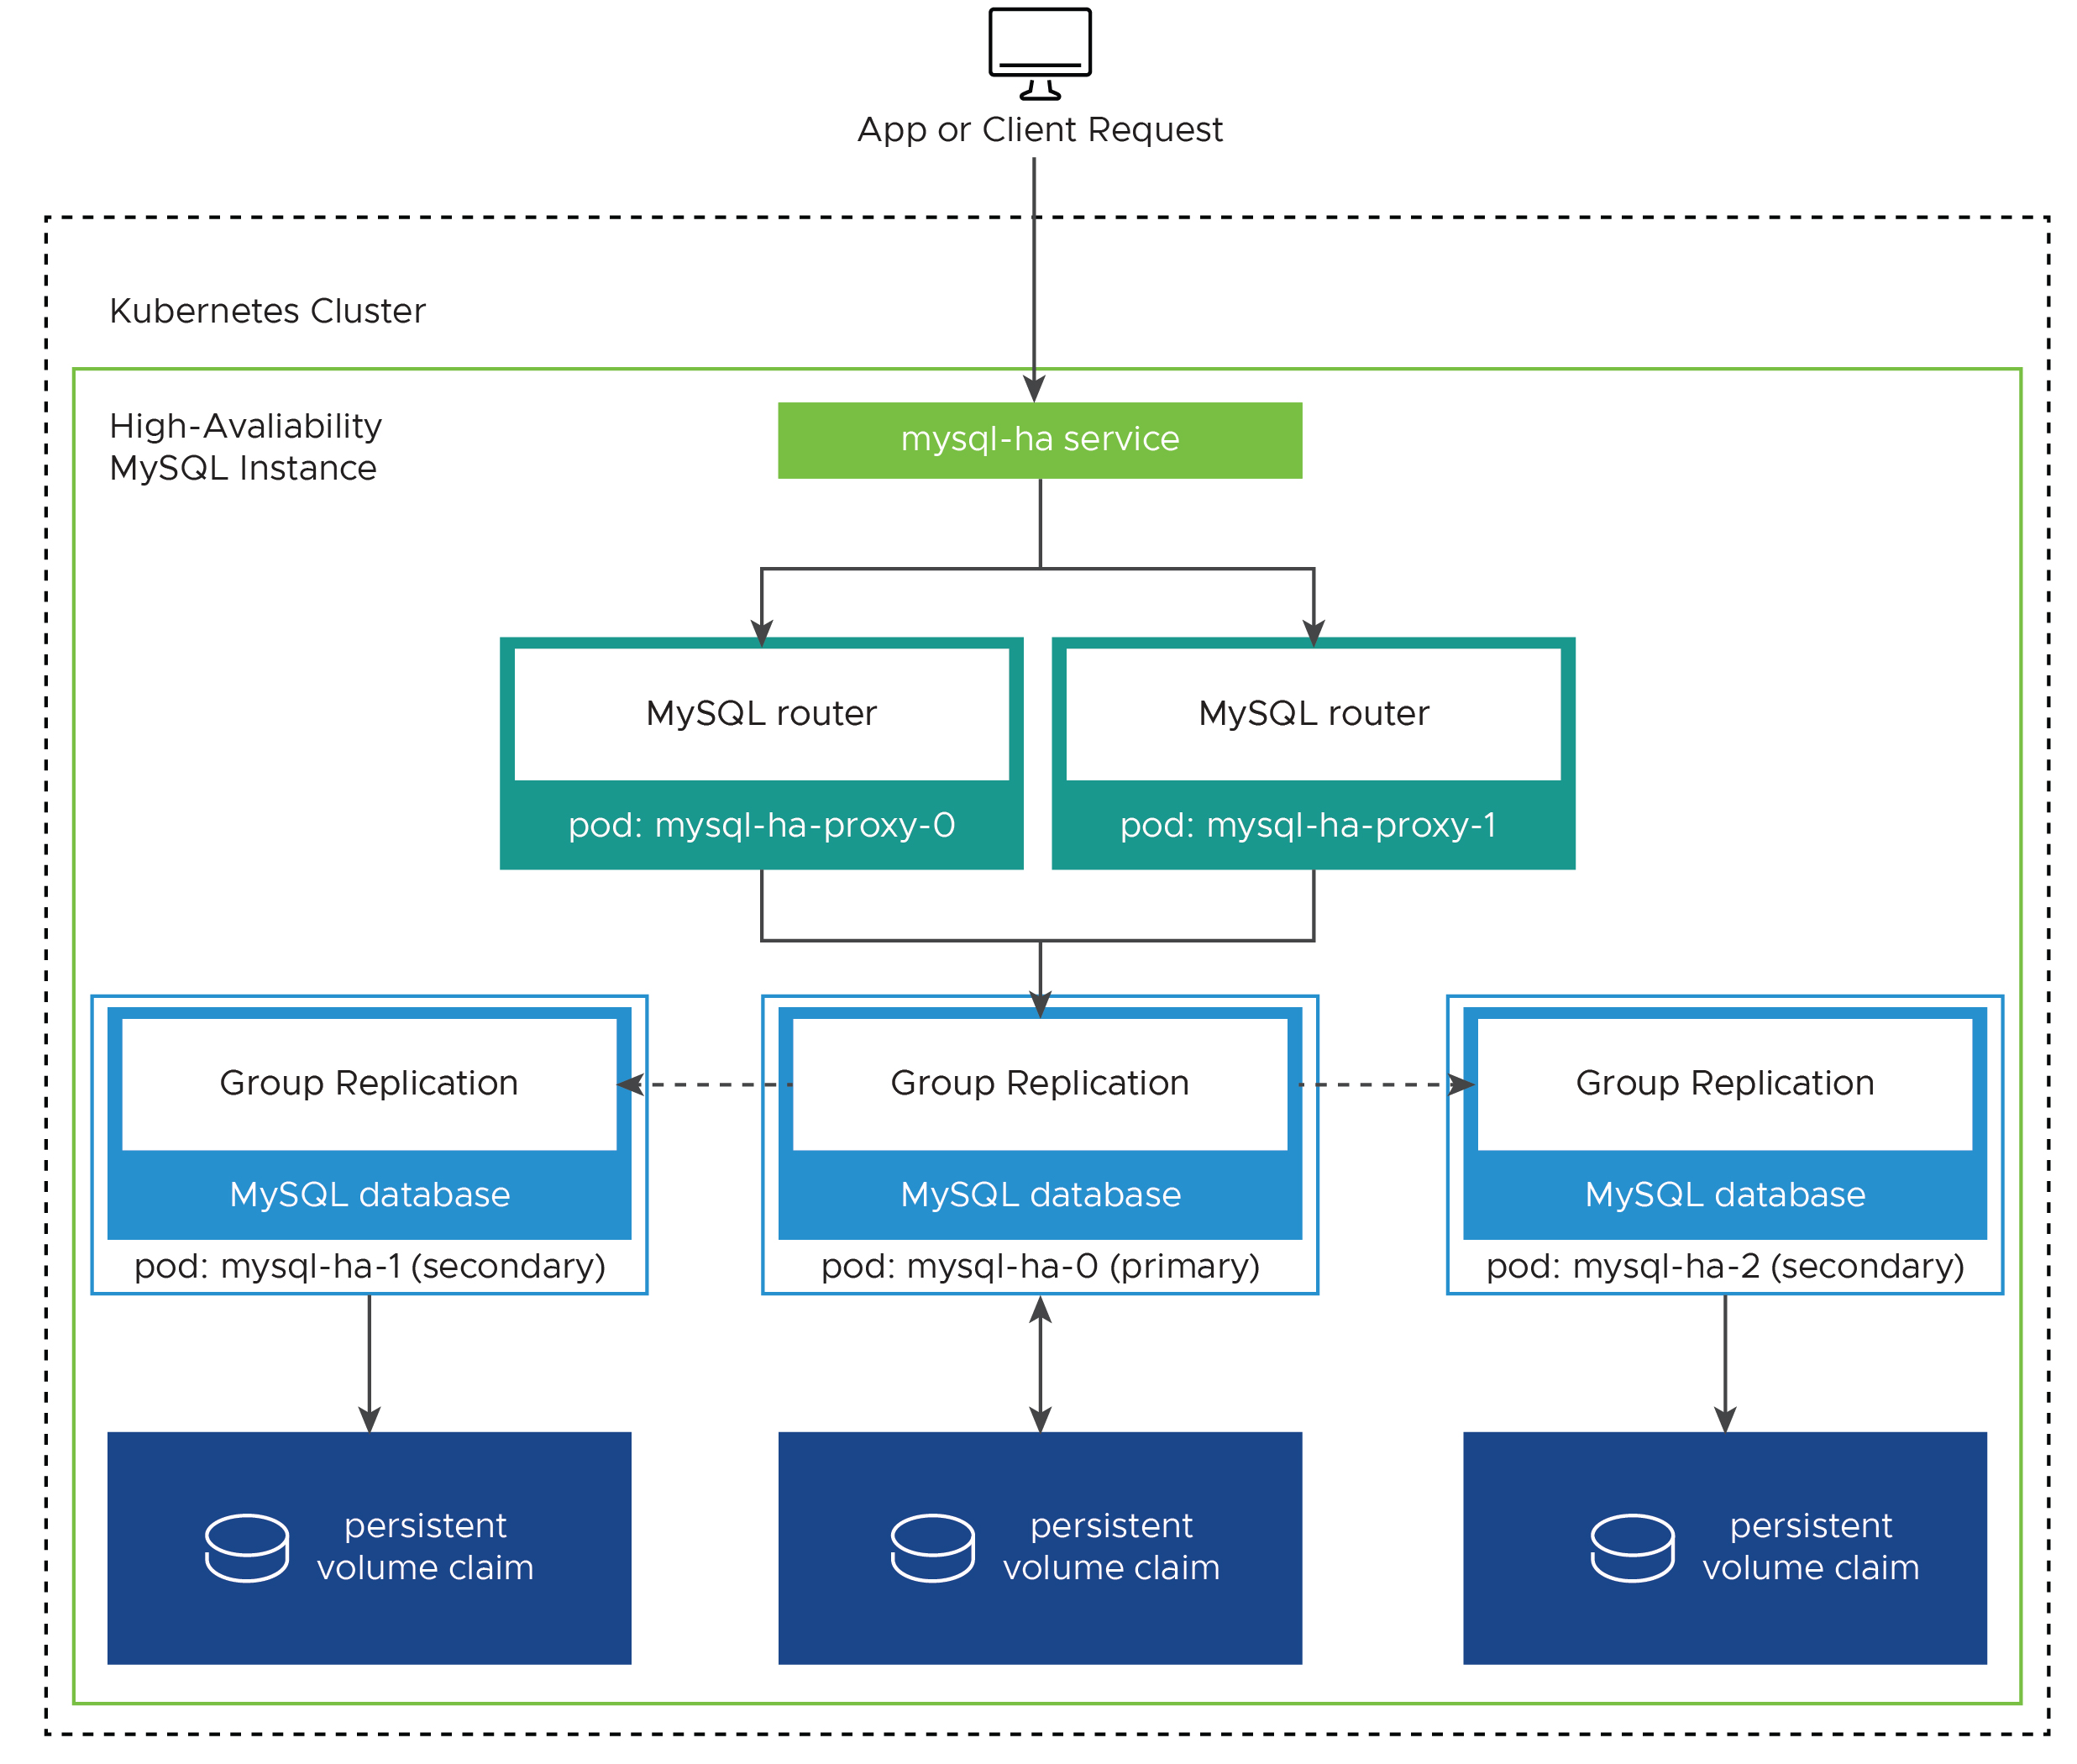 App or Client Request
Kubernetes Cluster
High-Avaliability
MySQL Instance
mysql-ha service
MySQL router
pod: mysql-ha-proxy-0
MySQL router
pod: mysql-ha-proxy-1
Group Replication
MySQL database
pod: mysql-ha-1 (secondary)
Group Replication
MySQL database
pod: mysql-ha-0 (primary)
Group Replication
MySQL database
pod: mysql-ha-2 (secondary)
persistent
volume claim
persistent
volume claim
persistent
volume claim